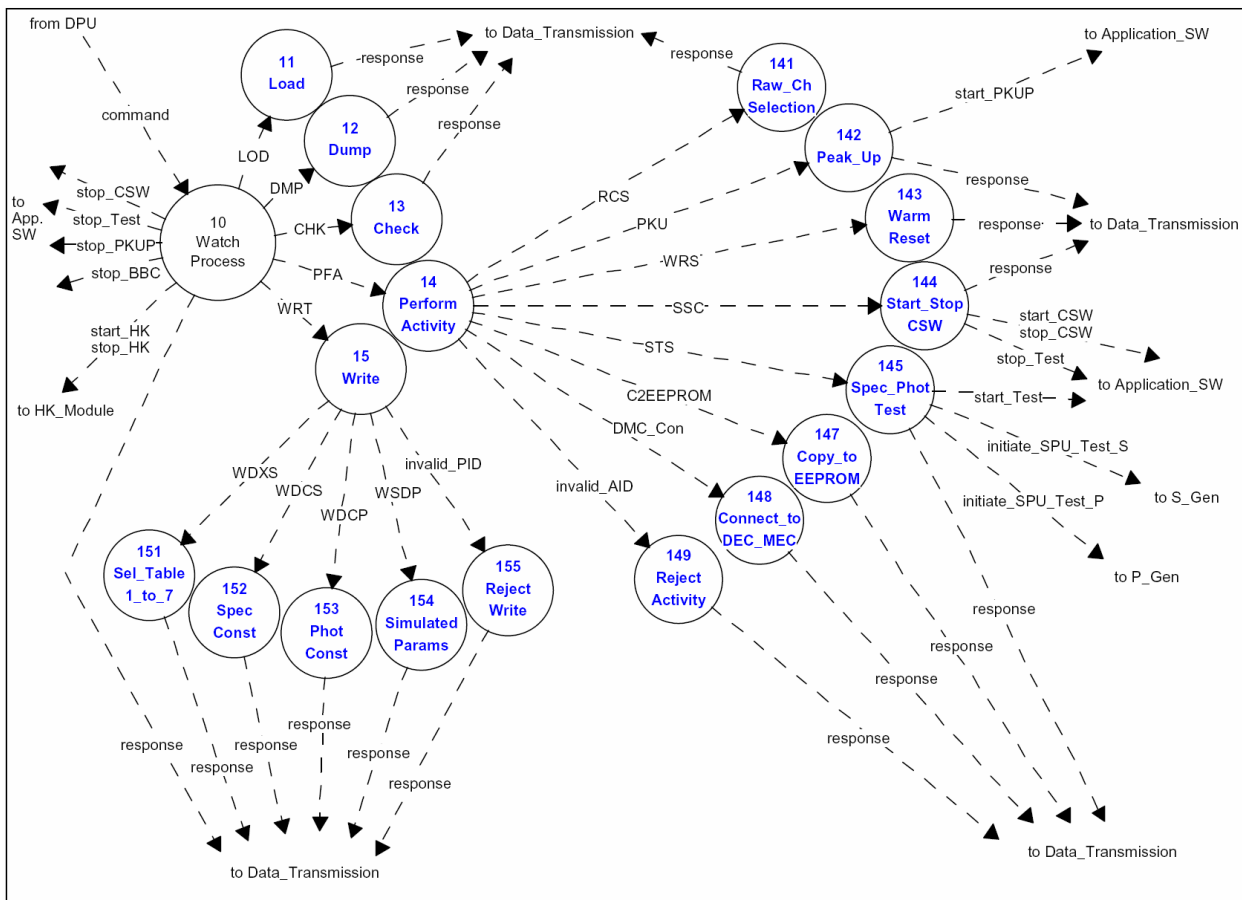 from DPU
command
11
Load
response
to Data_Transmission
response
response
12
Dump
13
Check
LOD
DMP
CHK
PFA
WRT
10
Watch
Process
stop_CSW
stop_Test
stop_PKUP
stop_BBC
to
App.
SW
start_HK
stop_HK
to HK_Module
14
Perform
Activity
15
Write
response
141
Raw_Ch
Selection
142
Peak_Up
start_PKUP
to Application_SW
response
143
Warm
Reset
response
to Data_Transmission
144
Start_Stop
CSW
response
start_CSW
stop_CSW
stop_Test
to Application_SW
145
Spec_Phot
Test
start_Test
initiate_SPU_Test_S
to S_Gen
initiate_SPU_Test_P
to P_Gen
RCS
PKU
WRS
SSC
STS
C2EEPROM
DMC_Con
invalid_AID
147
Copy_to
EEPROM
148
Connect_to
DEC_MEC
149
Reject
Activity
response
response
response
response
to Data_Transmission
WDXS
WDCS
WDCP
WSDP
invalid_PID
151
Sel_Table
1_to_7
152
Spec
Const
153
Phot
Const
154
Simulated
Params
155
Reject
Write
response
response
response
response
response
response
to Data_Transmission